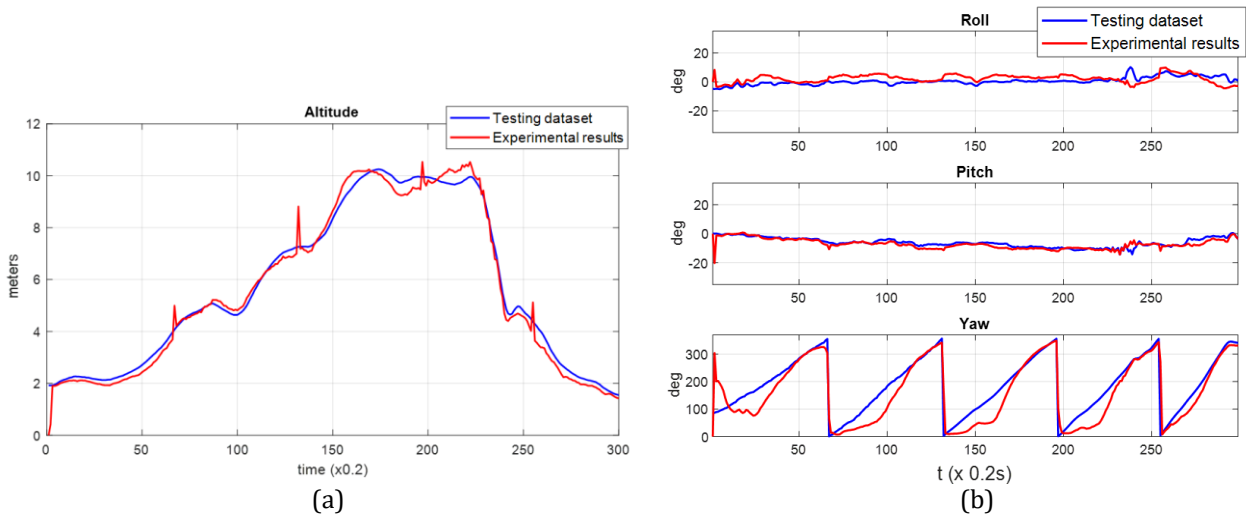 Altitude
Testing dataset
Experimental results
meters
12
10
8
6
4
2
0
0 50 100 150 200 250 300
time (x0.2)
(a)
Roll
Testing dataset
Experimental results
deg
20
0
-20
50 100 150 200 250
Pitch
deg
20
0
-20
50 100 150 200 250
Yaw
deg
300
200
100
0
50 100 150 200 250
t (x 0.2s)
(b)